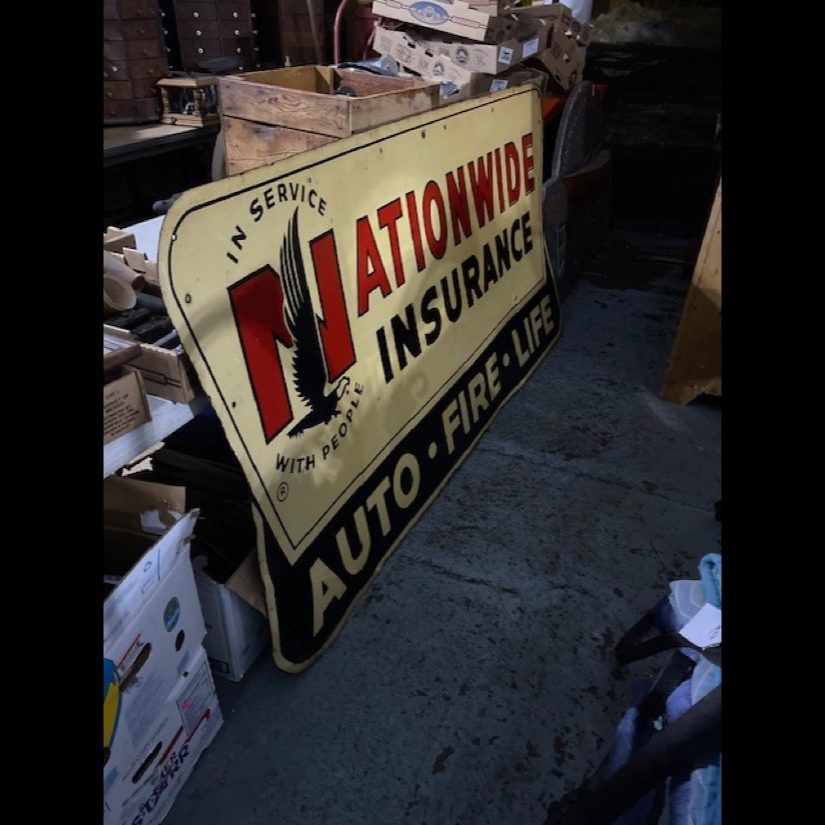 IN SERVICE
NATIONWIDE
INSURANCE
WITH PEOPLE
®
AUTO • FIRE • LIFE